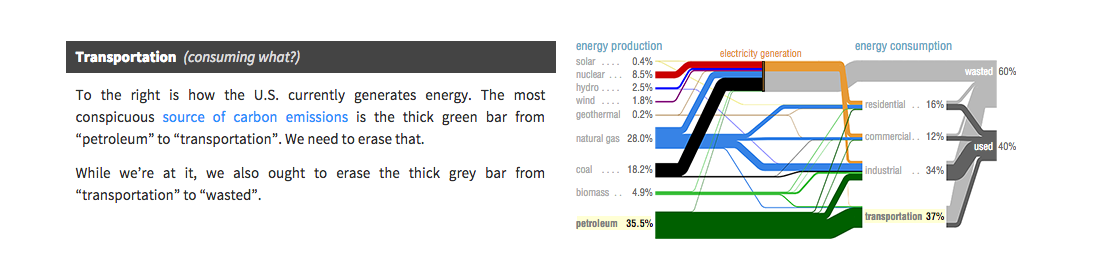 Transportation (consuming what?)
To the right is how the U.S. currently generates energy. The most
conspicuous source of carbon emissions is the thick green bar from
“petroleum” to “transportation”. We need to erase that.
While we’re at it, we also ought to erase the thick grey bar from
“transportation” to “wasted”.
energy production
electricity generation
energy consumption
solar .... 0.4%
nuclear ... 8.5%
hydro .... 2.5%
wind .... 1.8%
geothermal 0.2%
natural gas 28.0%
coal .... 18.2%
biomass .. 4.9%
petroleum 35.5%
wasted 60%
residential .. 16%
commercial .. 12%
used 40%
industrial .... 34%
transportation 37%